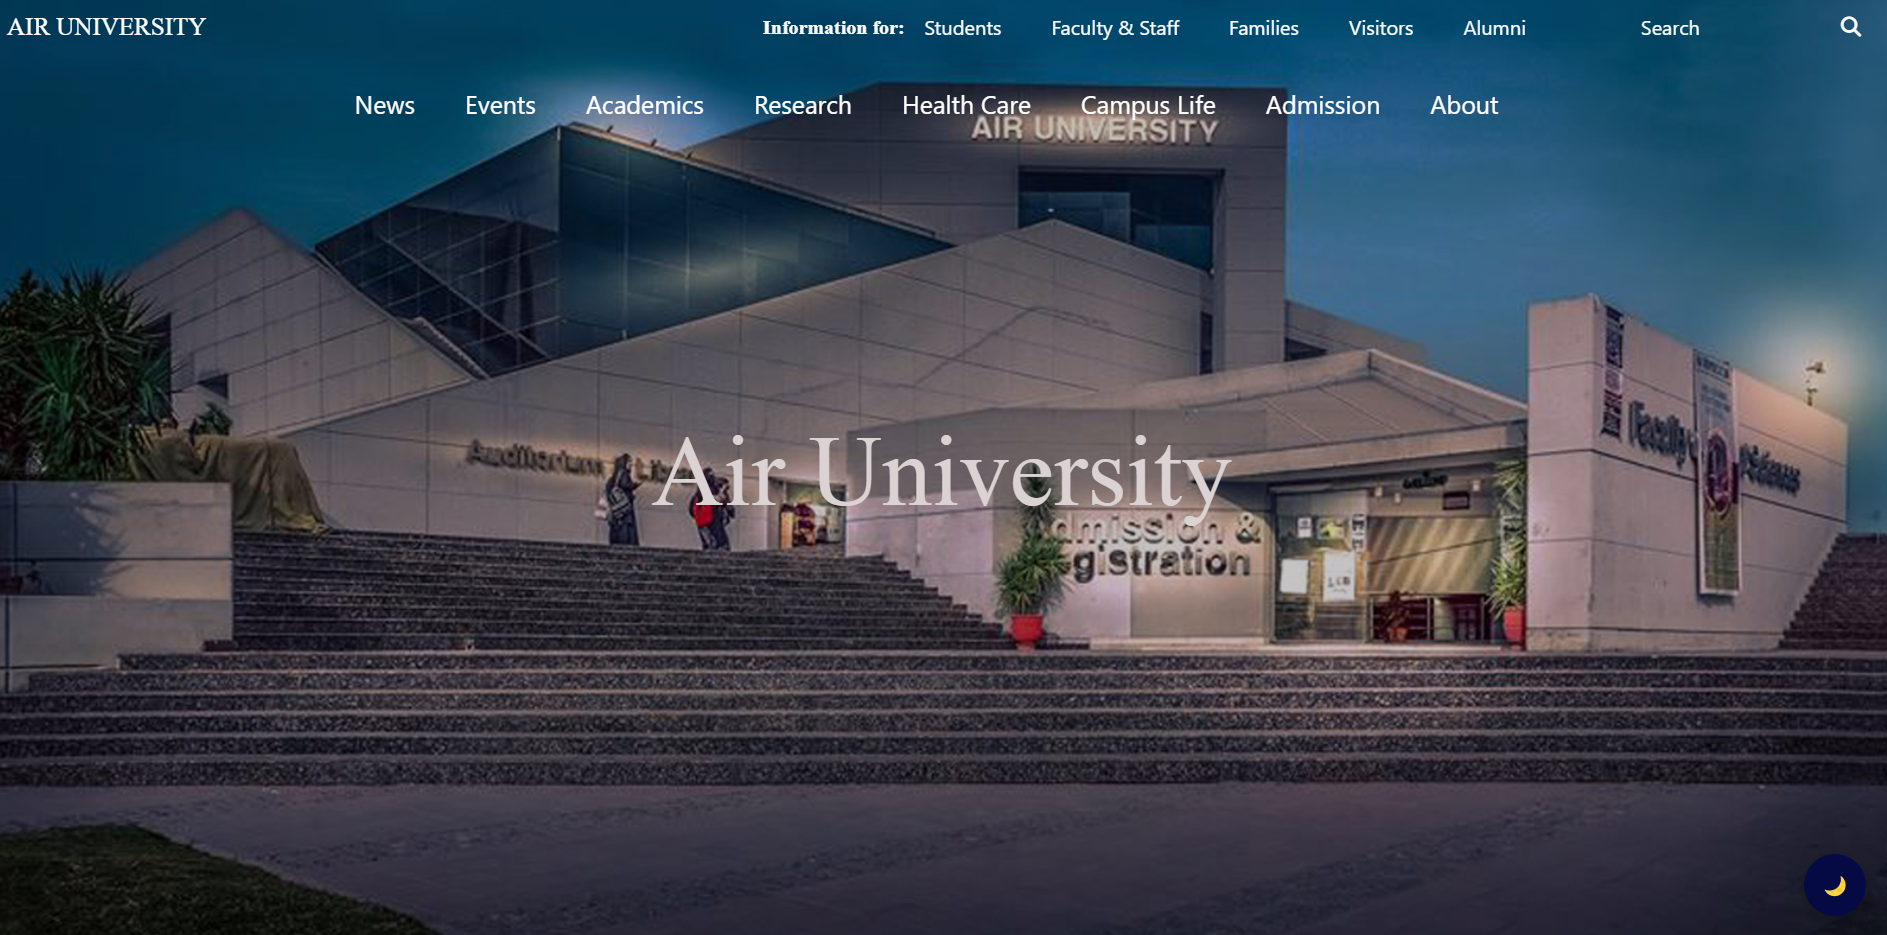 AIR UNIVERSITY
Information for: Students Faculty & Staff Families Visitors Alumni Search
News Events Academics Research Health Care Campus Life Admission About
AIR UNIVERSITY
Auditorium
Air University
dmission &
gistration
Faculty
Sciences